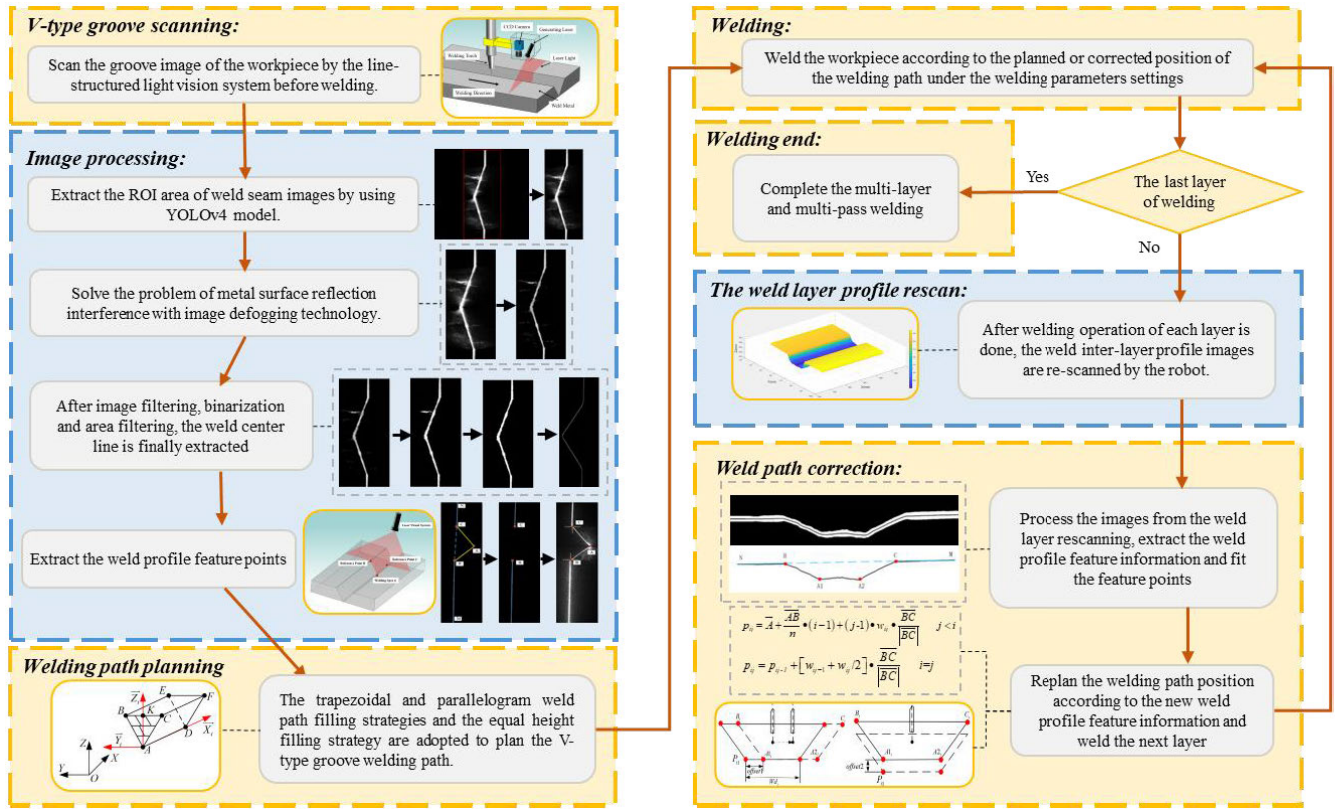 V-type groove scanning:
Scan the groove image of the workpiece by the line-
structured light vision system before welding.
CCD Camera
Generating Laser
Welding Torch
Laser Light
Welding Direction
Weld Metal
Image processing:
Extract the ROI area of weld seam images by using
YOLOv4 model.
Solve the problem of metal surface reflection
interference with image defogging technology.
After image filtering, binarization
and area filtering, the weld center
line is finally extracted
Extract the weld profile feature points
Welding path planning
E
F
B
K
C
D
A
Z
Y
X
O
The trapezoidal and parallelogram weld
path filling strategies and the equal height
filling strategy are adopted to plan the V-
type groove welding path.
Welding:
Weld the workpiece according to the planned or corrected position of
the welding path under the welding parameters settings
Welding end:
Complete the multi-layer
and multi-pass welding
Yes
The last layer
of welding
No
The weld layer profile rescan:
After welding operation of each layer is
done, the weld inter-layer profile images
are re-scanned by the robot.
Weld path correction:
B
C
A1
A2
Process the images from the weld
layer rescanning, extract the weld
profile feature information and fit
the feature points
Replan the welding path position
according to the new weld
profile feature information and
weld the next layer
A1
A2
offset1
A1
A2
offset2